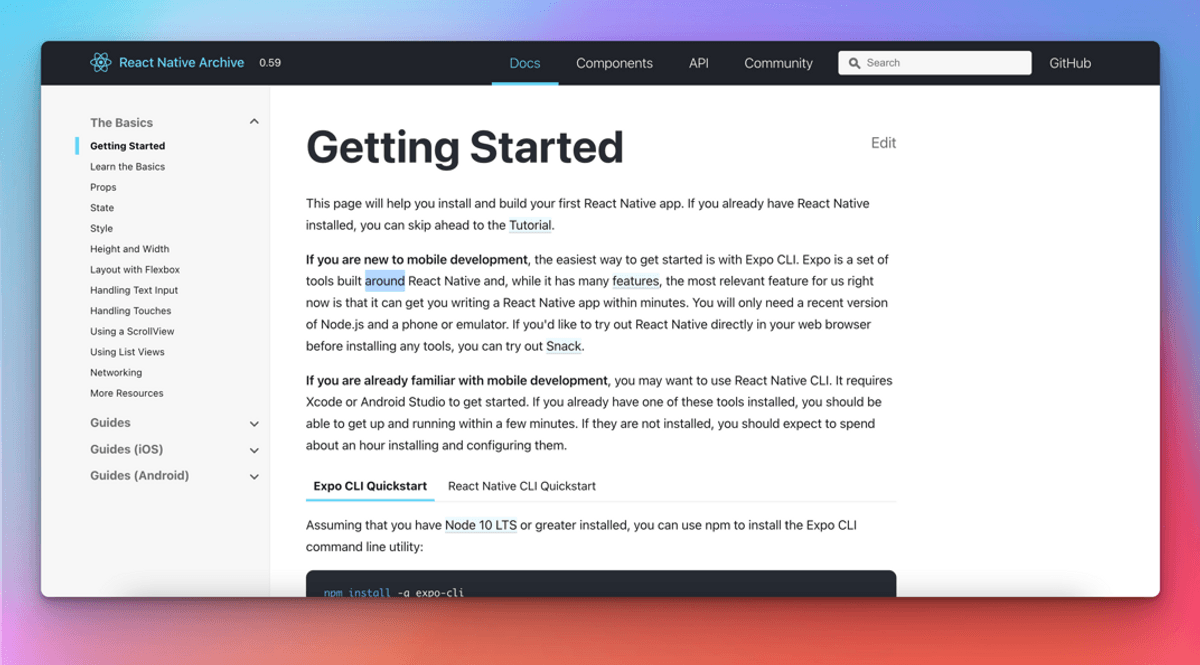 React Native Archive 0.59 Docs Components API Community Search GitHub
The Basics
Getting Started
Learn the Basics
Props
State
Style
Height and Width
Layout with Flexbox
Handling Text Input
Handling Touches
Using a ScrollView
Using List Views
Networking
More Resources
Guides
Guides (iOS)
Guides (Android)
Getting Started
Edit
This page will help you install and build your first React Native app. If you already have React Native
installed, you can skip ahead to the Tutorial.
If you are new to mobile development, the easiest way to get started is with Expo CLI. Expo is a set of
tools built around React Native and, while it has many features, the most relevant feature for us right
now is that it can get you writing a React Native app within minutes. You will only need a recent version
of Node.js and a phone or emulator. If you'd like to try out React Native directly in your web browser
before installing any tools, you can try out Snack.
If you are already familiar with mobile development, you may want to use React Native CLI. It requires
Xcode or Android Studio to get started. If you already have one of these tools installed, you should be
able to get up and running within a few minutes. If they are not installed, you should expect to spend
about an hour installing and configuring them.
Expo CLI Quickstart React Native CLI Quickstart
Assuming that you have Node 10 LTS or greater installed, you can use npm to install the Expo CLI
command line utility:
npm install -g expo-cli